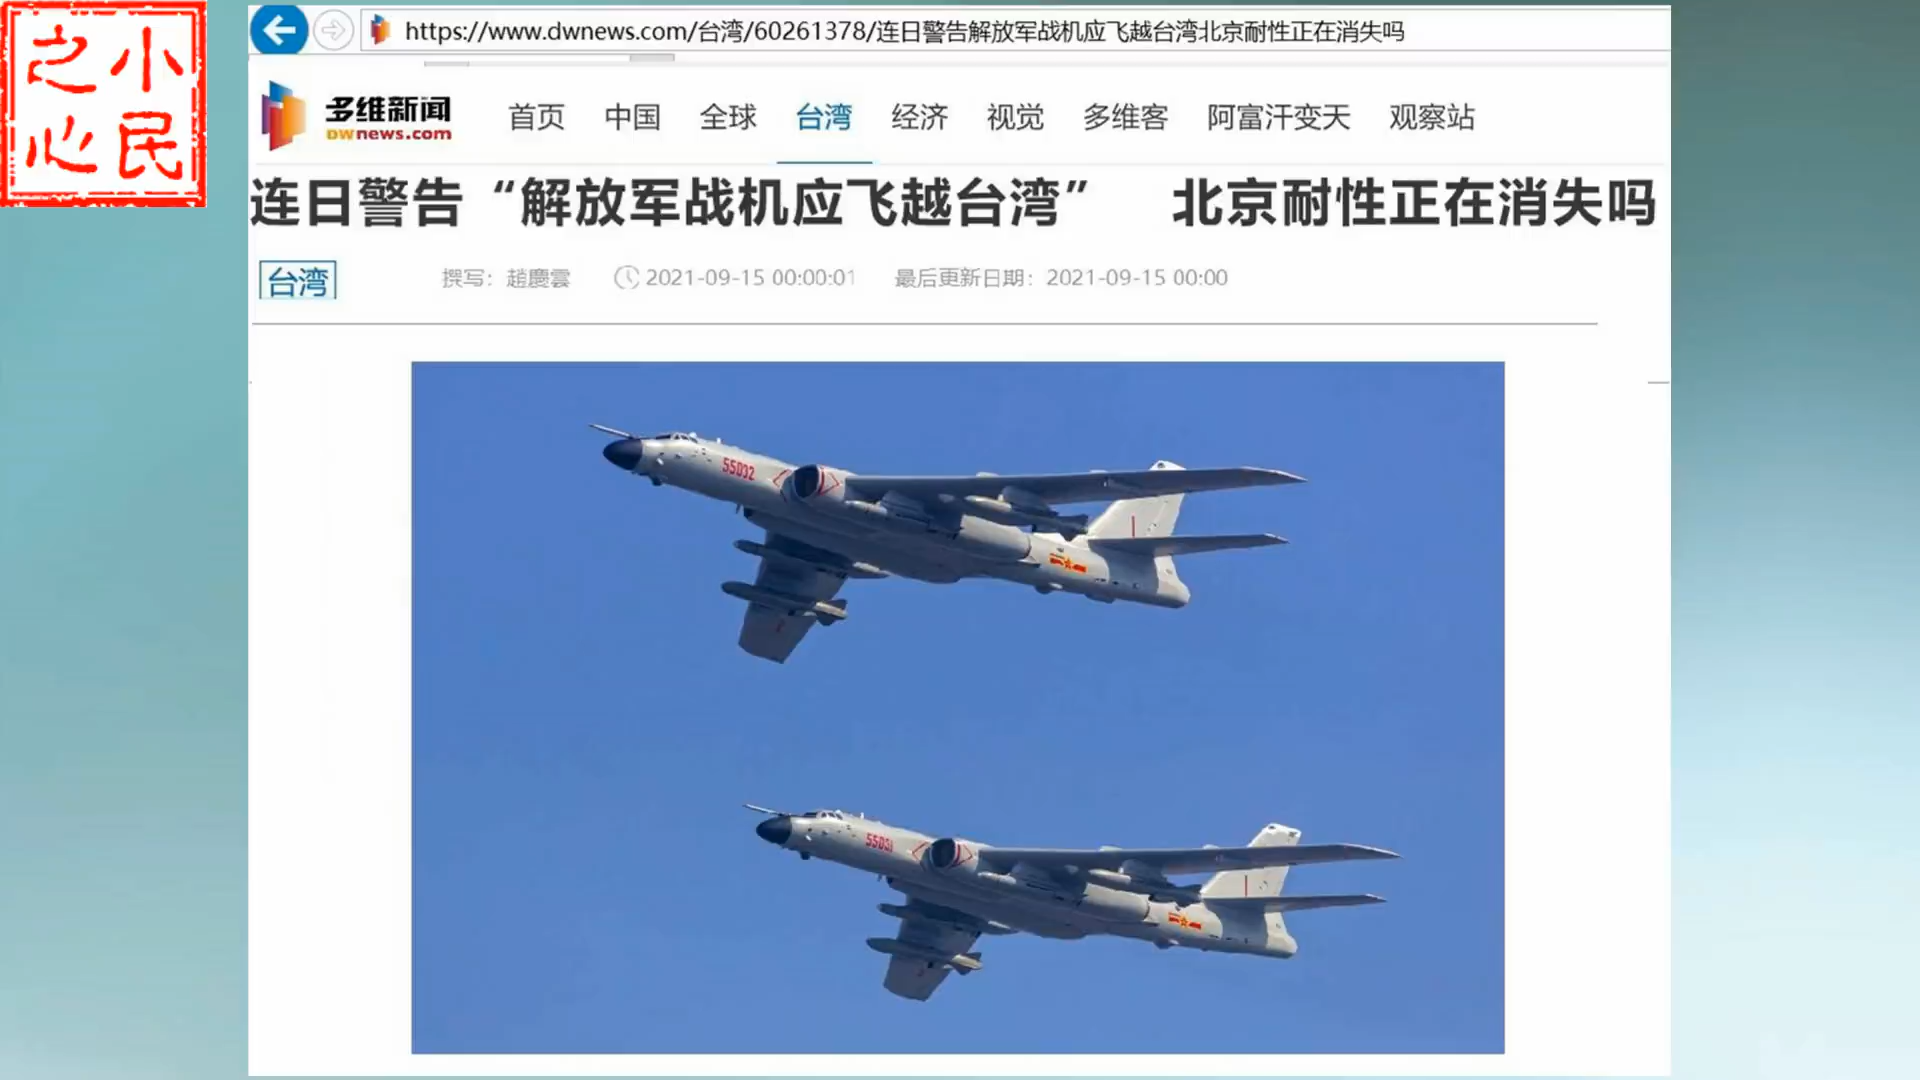 小民之心
https://www.dwnews.com/台湾/60261378/连日警告解放军战机应飞越台湾北京耐性正在消失吗
多维新闻
DWnews.com
首页 中国 全球 台湾 经济 视觉 多维客 阿富汗变天 观察站
连日警告“解放军战机应飞越台湾” 北京耐性正在消失吗
台湾 撰写：趙慶雲 2021-09-15 00:00:01 最后更新日期：2021-09-15 00:00
55032
55031